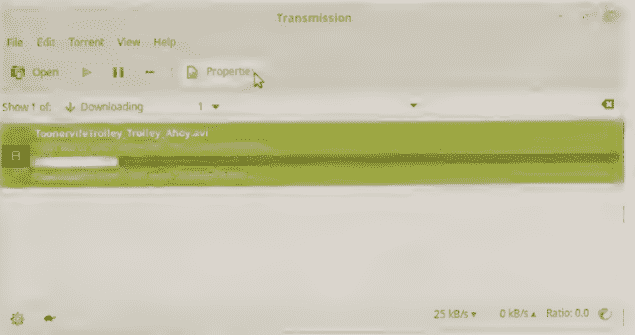 Transmission
File Edit Torrent View Help
Open Properties
Show 1 of: Downloading 1
ToonervilleTrolley_Trolley_Ahoy.avi
25 kB/s 0 kB/s Ratio: 0.0